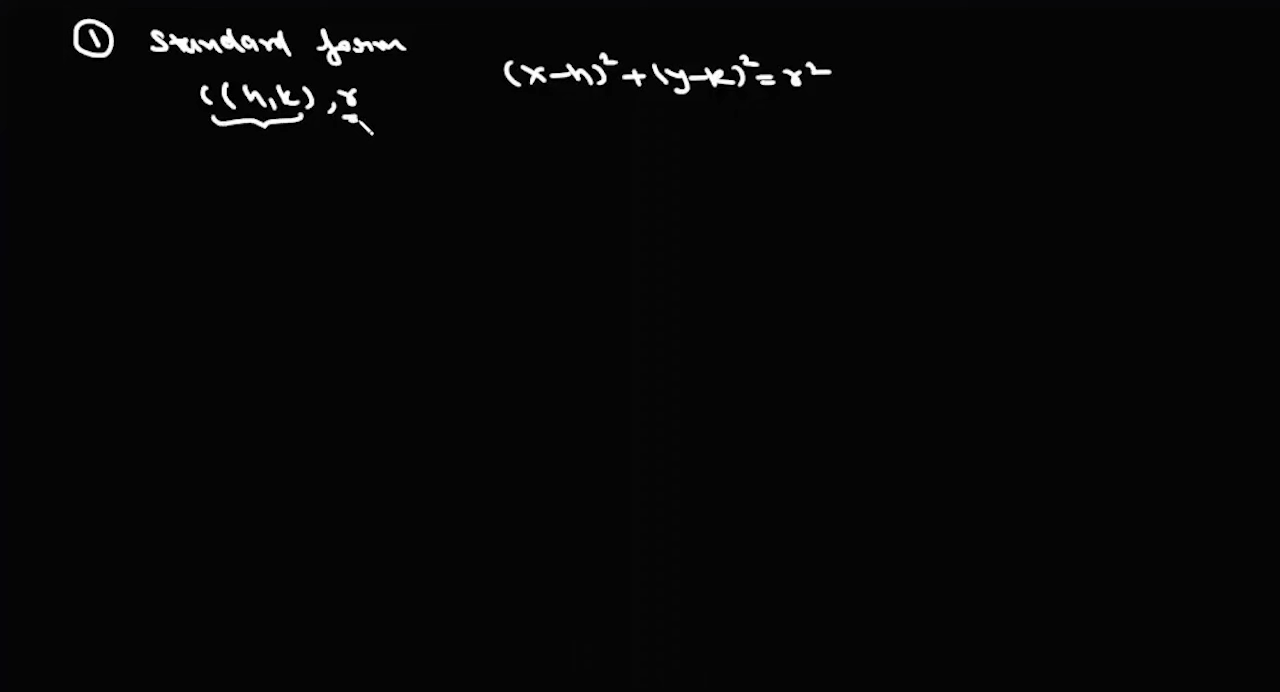 ① Standard form
C(h,k), r
(x-h)²+(y-k)²=r²